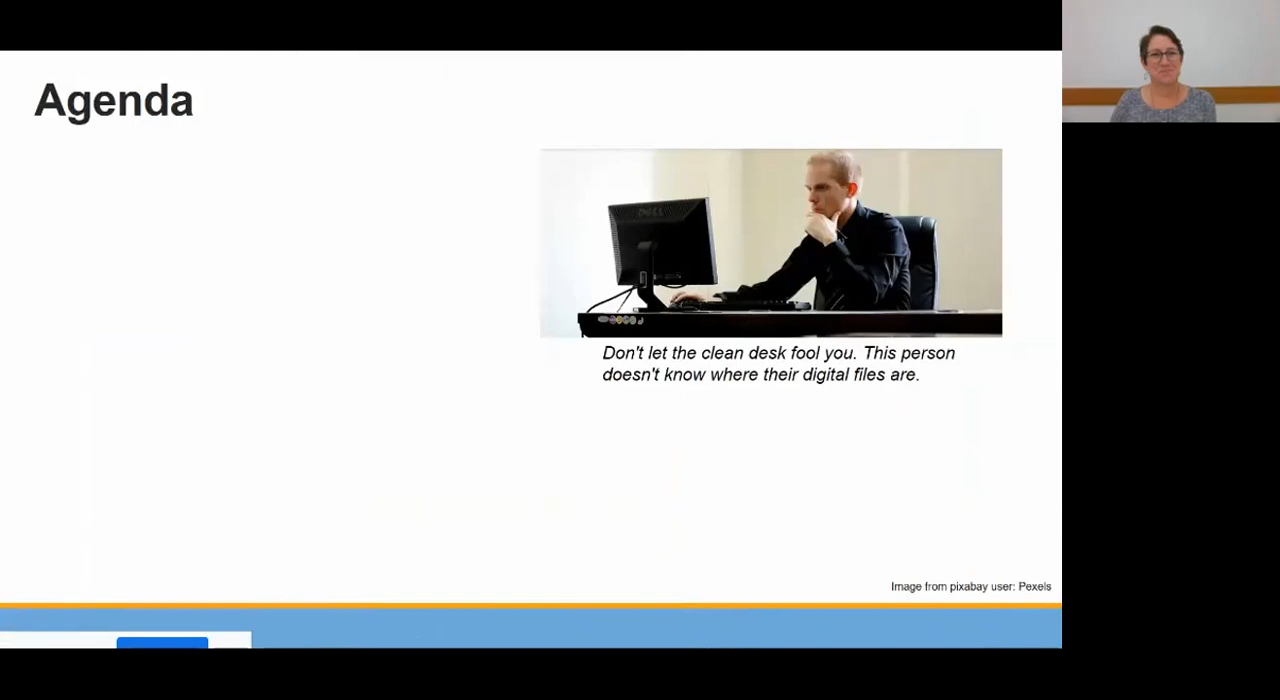 Agenda
DELL
Don't let the clean desk fool you. This person
doesn't know where their digital files are.
Image from pixabay user: Pexels